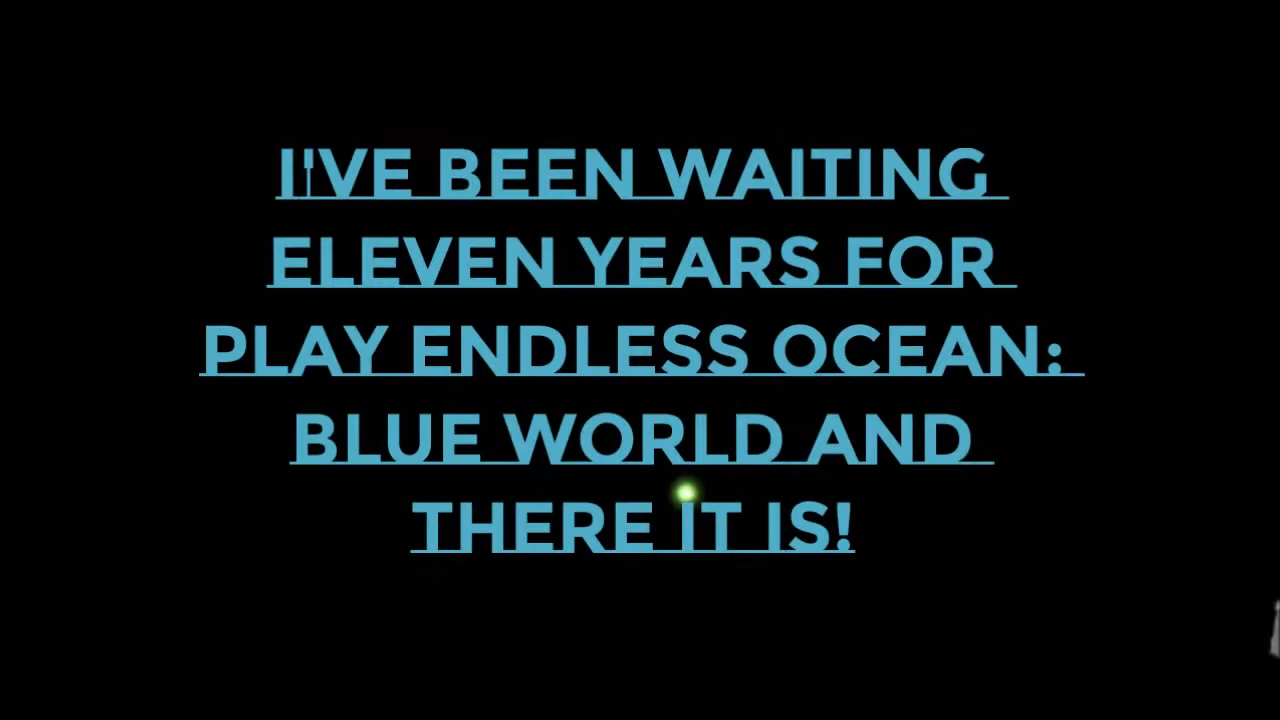 I'VE BEEN WAITING
ELEVEN YEARS FOR
PLAY ENDLESS OCEAN:
BLUE WORLD AND
THERE IT IS!